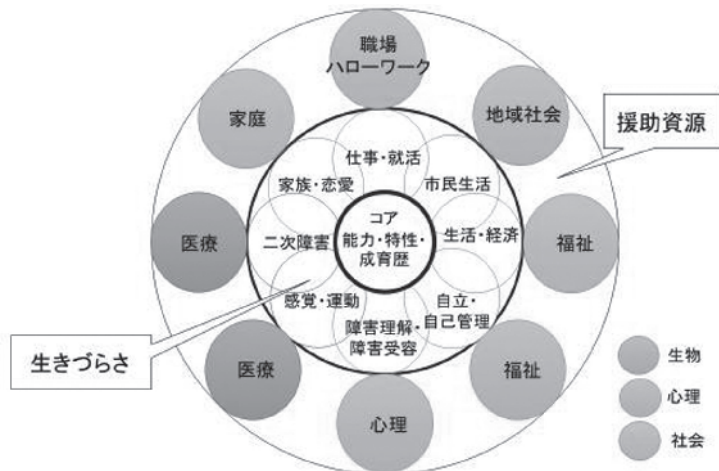 職場
ハローワーク
家庭
地域社会
援助資源
仕事・就活
家族・恋愛
市民生活
コア
能力・特性・
成育歴
医療
二次障害
生活・経済
福祉
感覚・運動
自立・
自己管理
障害理解・
障害受容
生きづらさ
医療
福祉
心理
生物
心理
社会